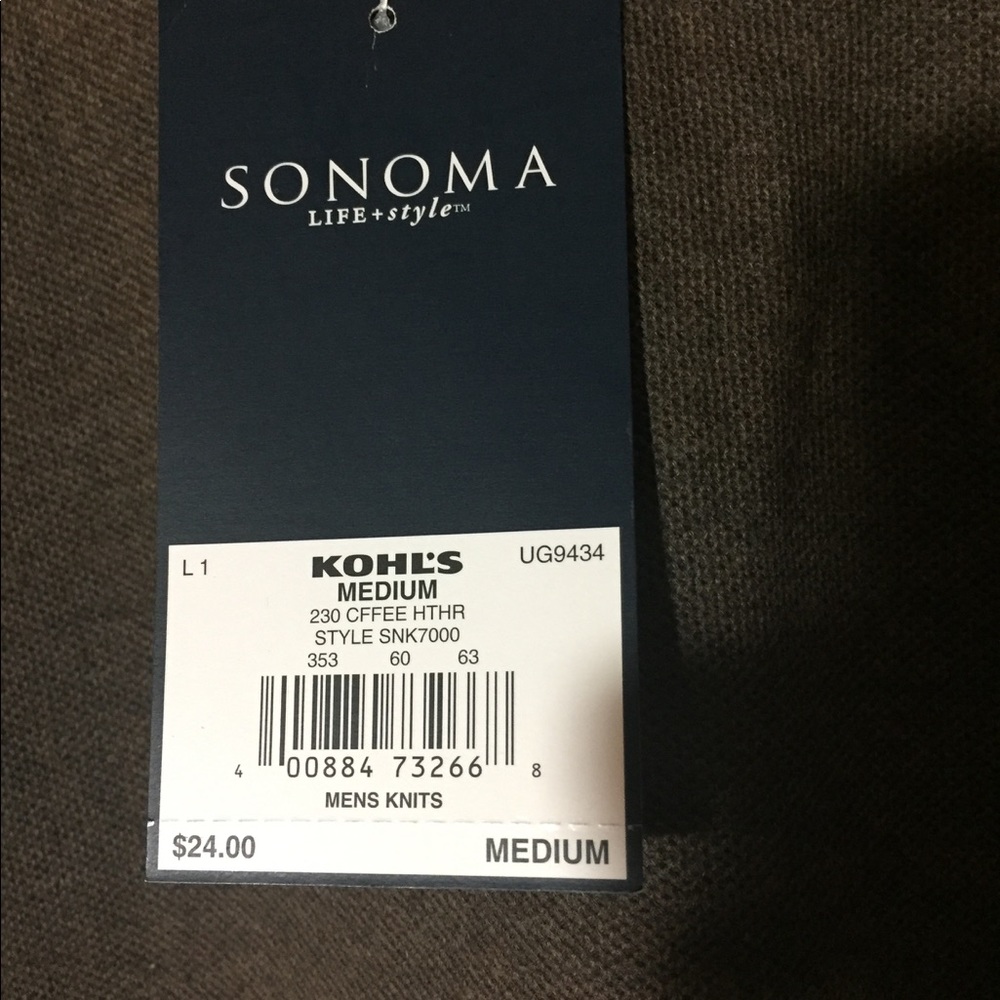 SONOMA
LIFE+style™
L 1 KOHL'S UG9434
MEDIUM
230 CFFEE HTHR
STYLE SNK7000
353 60 63
4 00884 73266 8
MENS KNITS
$24.00 MEDIUM